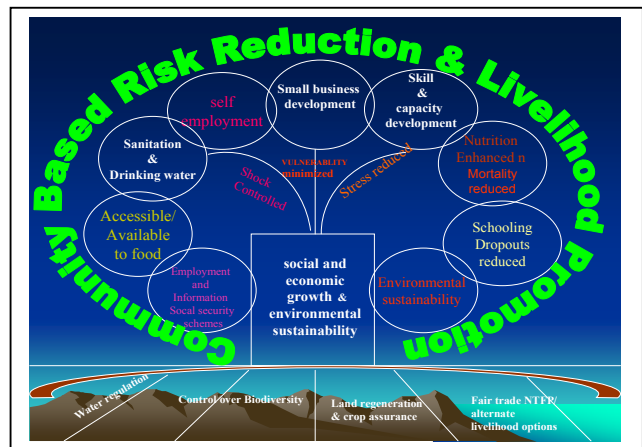 Community Based Risk Reduction & Livelihood Promotion
Small business
development
Skill
&
capacity
development
self
employment
Sanitation
&
Drinking water
VULNERABLITY
minimized
Shock
Controlled
Stress reduced
Nutrition
Enhanced n
Mortality
reduced
Accessible/
Available
to food
Schooling
Dropouts
reduced
Employment
and
Information
Socal security
schemes
social and
economic
growth &
environmental
sustainability
Environmental
sustainability
Water regulation
Control over Biodiversity
Land regeneration
& crop assurance
Fair trade NTFP/
alternate
livelihood options